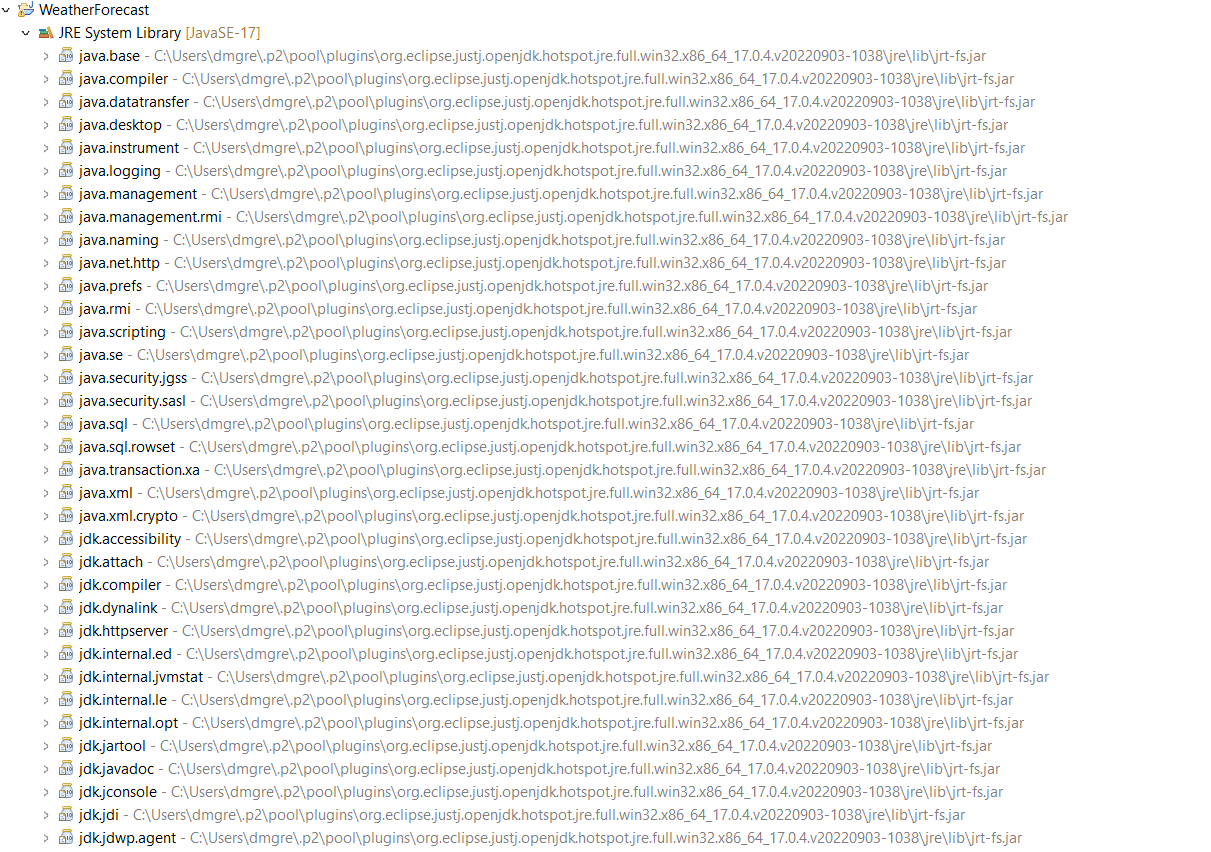 WeatherForecast
JRE System Library [JavaSE-17]
java.base - C:\Users\dmgre\.p2\pool\plugins\org.eclipse.justj.openjdk.hotspot.jre.full.win32.x86_64_17.0.4.v20220903-1038\jre\lib\jrt-fs.jar
java.compiler - C:\Users\dmgre\.p2\pool\plugins\org.eclipse.justj.openjdk.hotspot.jre.full.win32.x86_64_17.0.4.v20220903-1038\jre\lib\jrt-fs.jar
java.datatransfer - C:\Users\dmgre\.p2\pool\plugins\org.eclipse.justj.openjdk.hotspot.jre.full.win32.x86_64_17.0.4.v20220903-1038\jre\lib\jrt-fs.jar
java.desktop - C:\Users\dmgre\.p2\pool\plugins\org.eclipse.justj.openjdk.hotspot.jre.full.win32.x86_64_17.0.4.v20220903-1038\jre\lib\jrt-fs.jar
java.instrument - C:\Users\dmgre\.p2\pool\plugins\org.eclipse.justj.openjdk.hotspot.jre.full.win32.x86_64_17.0.4.v20220903-1038\jre\lib\jrt-fs.jar
java.logging - C:\Users\dmgre\.p2\pool\plugins\org.eclipse.justj.openjdk.hotspot.jre.full.win32.x86_64_17.0.4.v20220903-1038\jre\lib\jrt-fs.jar
java.management - C:\Users\dmgre\.p2\pool\plugins\org.eclipse.justj.openjdk.hotspot.jre.full.win32.x86_64_17.0.4.v20220903-1038\jre\lib\jrt-fs.jar
java.management.rmi - C:\Users\dmgre\.p2\pool\plugins\org.eclipse.justj.openjdk.hotspot.jre.full.win32.x86_64_17.0.4.v20220903-1038\jre\lib\jrt-fs.jar
java.naming - C:\Users\dmgre\.p2\pool\plugins\org.eclipse.justj.openjdk.hotspot.jre.full.win32.x86_64_17.0.4.v20220903-1038\jre\lib\jrt-fs.jar
java.net.http - C:\Users\dmgre\.p2\pool\plugins\org.eclipse.justj.openjdk.hotspot.jre.full.win32.x86_64_17.0.4.v20220903-1038\jre\lib\jrt-fs.jar
java.prefs - C:\Users\dmgre\.p2\pool\plugins\org.eclipse.justj.openjdk.hotspot.jre.full.win32.x86_64_17.0.4.v20220903-1038\jre\lib\jrt-fs.jar
java.rmi - C:\Users\dmgre\.p2\pool\plugins\org.eclipse.justj.openjdk.hotspot.jre.full.win32.x86_64_17.0.4.v20220903-1038\jre\lib\jrt-fs.jar
java.scripting - C:\Users\dmgre\.p2\pool\plugins\org.eclipse.justj.openjdk.hotspot.jre.full.win32.x86_64_17.0.4.v20220903-1038\jre\lib\jrt-fs.jar
java.se - C:\Users\dmgre\.p2\pool\plugins\org.eclipse.justj.openjdk.hotspot.jre.full.win32.x86_64_17.0.4.v20220903-1038\jre\lib\jrt-fs.jar
java.security.jgss - C:\Users\dmgre\.p2\pool\plugins\org.eclipse.justj.openjdk.hotspot.jre.full.win32.x86_64_17.0.4.v20220903-1038\jre\lib\jrt-fs.jar
java.security.sasl - C:\Users\dmgre\.p2\pool\plugins\org.eclipse.justj.openjdk.hotspot.jre.full.win32.x86_64_17.0.4.v20220903-1038\jre\lib\jrt-fs.jar
java.sql - C:\Users\dmgre\.p2\pool\plugins\org.eclipse.justj.openjdk.hotspot.jre.full.win32.x86_64_17.0.4.v20220903-1038\jre\lib\jrt-fs.jar
java.sql.rowset - C:\Users\dmgre\.p2\pool\plugins\org.eclipse.justj.openjdk.hotspot.jre.full.win32.x86_64_17.0.4.v20220903-1038\jre\lib\jrt-fs.jar
java.transaction.xa - C:\Users\dmgre\.p2\pool\plugins\org.eclipse.justj.openjdk.hotspot.jre.full.win32.x86_64_17.0.4.v20220903-1038\jre\lib\jrt-fs.jar
java.xml - C:\Users\dmgre\.p2\pool\plugins\org.eclipse.justj.openjdk.hotspot.jre.full.win32.x86_64_17.0.4.v20220903-1038\jre\lib\jrt-fs.jar
java.xml.crypto - C:\Users\dmgre\.p2\pool\plugins\org.eclipse.justj.openjdk.hotspot.jre.full.win32.x86_64_17.0.4.v20220903-1038\jre\lib\jrt-fs.jar
jdk.accessibility - C:\Users\dmgre\.p2\pool\plugins\org.eclipse.justj.openjdk.hotspot.jre.full.win32.x86_64_17.0.4.v20220903-1038\jre\lib\jrt-fs.jar
jdk.attach - C:\Users\dmgre\.p2\pool\plugins\org.eclipse.justj.openjdk.hotspot.jre.full.win32.x86_64_17.0.4.v20220903-1038\jre\lib\jrt-fs.jar
jdk.compiler - C:\Users\dmgre\.p2\pool\plugins\org.eclipse.justj.openjdk.hotspot.jre.full.win32.x86_64_17.0.4.v20220903-1038\jre\lib\jrt-fs.jar
jdk.dynalink - C:\Users\dmgre\.p2\pool\plugins\org.eclipse.justj.openjdk.hotspot.jre.full.win32.x86_64_17.0.4.v20220903-1038\jre\lib\jrt-fs.jar
jdk.httpserver - C:\Users\dmgre\.p2\pool\plugins\org.eclipse.justj.openjdk.hotspot.jre.full.win32.x86_64_17.0.4.v20220903-1038\jre\lib\jrt-fs.jar
jdk.internal.ed - C:\Users\dmgre\.p2\pool\plugins\org.eclipse.justj.openjdk.hotspot.jre.full.win32.x86_64_17.0.4.v20220903-1038\jre\lib\jrt-fs.jar
jdk.internal.jvmstat - C:\Users\dmgre\.p2\pool\plugins\org.eclipse.justj.openjdk.hotspot.jre.full.win32.x86_64_17.0.4.v20220903-1038\jre\lib\jrt-fs.jar
jdk.internal.le - C:\Users\dmgre\.p2\pool\plugins\org.eclipse.justj.openjdk.hotspot.jre.full.win32.x86_64_17.0.4.v20220903-1038\jre\lib\jrt-fs.jar
jdk.internal.opt - C:\Users\dmgre\.p2\pool\plugins\org.eclipse.justj.openjdk.hotspot.jre.full.win32.x86_64_17.0.4.v20220903-1038\jre\lib\jrt-fs.jar
jdk.jartool - C:\Users\dmgre\.p2\pool\plugins\org.eclipse.justj.openjdk.hotspot.jre.full.win32.x86_64_17.0.4.v20220903-1038\jre\lib\jrt-fs.jar
jdk.javadoc - C:\Users\dmgre\.p2\pool\plugins\org.eclipse.justj.openjdk.hotspot.jre.full.win32.x86_64_17.0.4.v20220903-1038\jre\lib\jrt-fs.jar
jdk.jconsole - C:\Users\dmgre\.p2\pool\plugins\org.eclipse.justj.openjdk.hotspot.jre.full.win32.x86_64_17.0.4.v20220903-1038\jre\lib\jrt-fs.jar
jdk.jdi - C:\Users\dmgre\.p2\pool\plugins\org.eclipse.justj.openjdk.hotspot.jre.full.win32.x86_64_17.0.4.v20220903-1038\jre\lib\jrt-fs.jar
jdk.jdwp.agent - C:\Users\dmgre\.p2\pool\plugins\org.eclipse.justj.openjdk.hotspot.jre.full.win32.x86_64_17.0.4.v20220903-1038\jre\lib\jrt-fs.jar